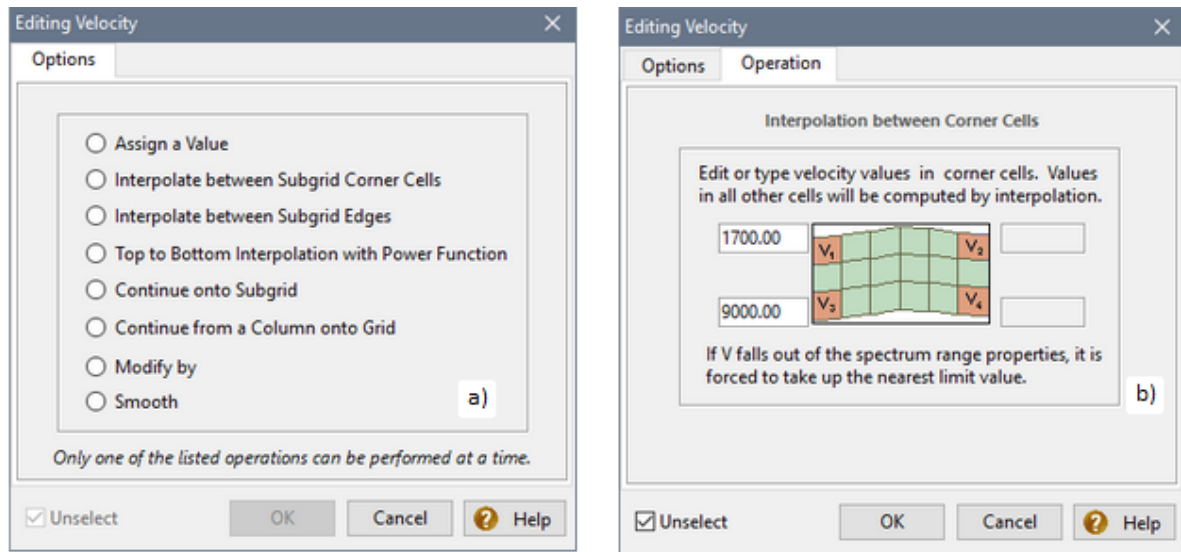 Editing Velocity
Options
Assign a Value
Interpolate between Subgrid Corner Cells
Interpolate between Subgrid Edges
Top to Bottom Interpolation with Power Function
Continue onto Subgrid
Continue from a Column onto Grid
Modify by
Smooth
a)
Only one of the listed operations can be performed at a time.
Unselect
OK
Cancel
? Help
Editing Velocity
Options
Operation
Interpolation between Corner Cells
Edit or type velocity values in corner cells. Values
in all other cells will be computed by interpolation.
1700.00
V₁
V₂
9000.00
V₃
V₄
If V falls out of the spectrum range properties, it is
forced to take up the nearest limit value.
b)
Unselect
OK
Cancel
? Help